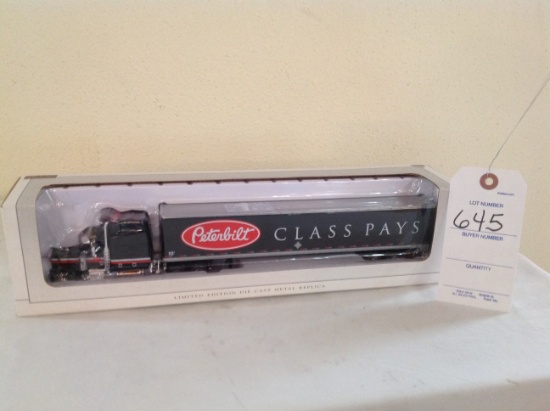 Peterbilt CLASS PAYS
LIMITED EDITION DIE CAST METAL REPLICA
LOT NUMBER
645
BUYER NUMBER
QUANTITY